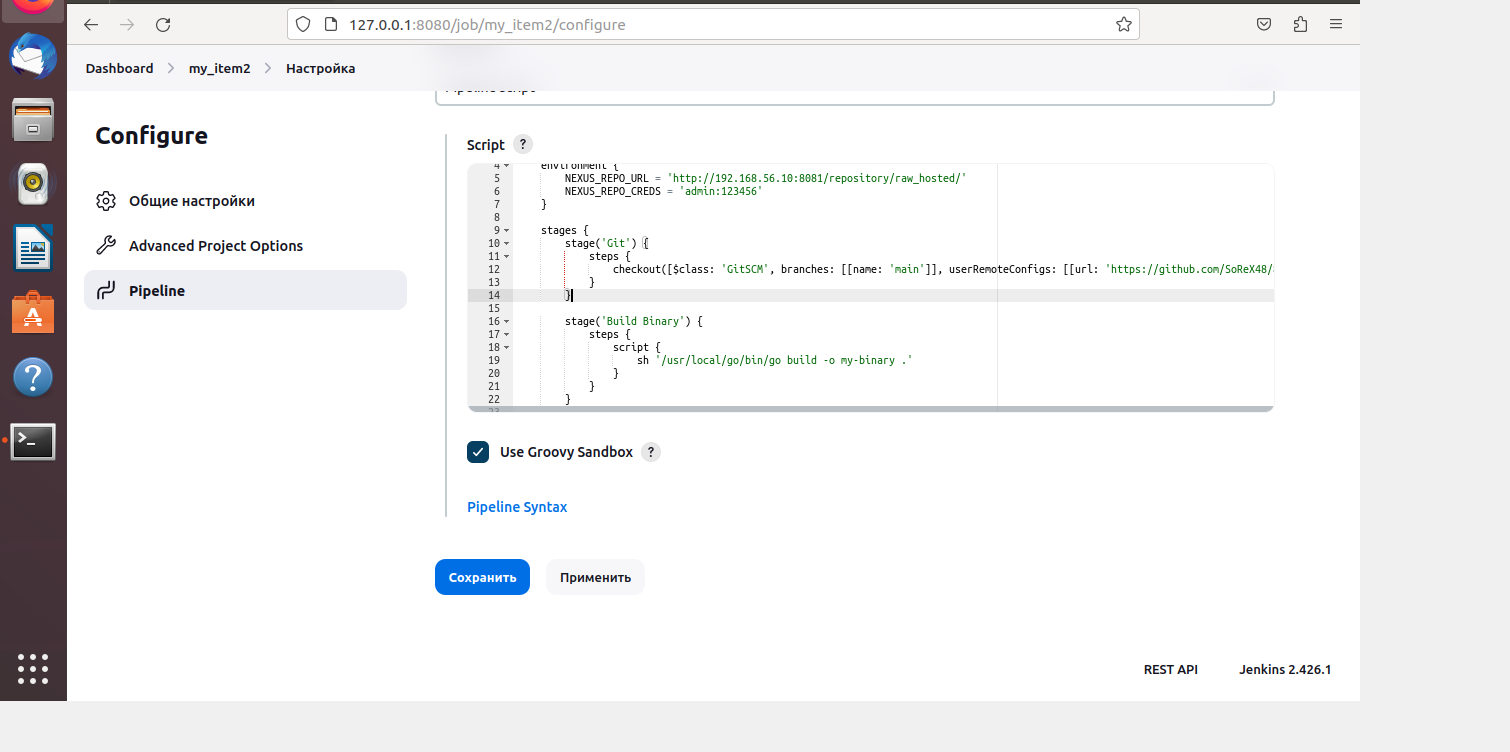 127.0.0.1:8080/job/my_item2/configure
Dashboard > my_item2 > Настройка
Pipeline script
Configure
Общие настройки
Advanced Project Options
Pipeline
Script ?
4 environment {
5 NEXUS_REPO_URL = 'http://192.168.56.10:8081/repository/raw_hosted/'
6 NEXUS_REPO_CREDS = 'admin:123456'
7 }
8
9 stages {
10 stage('Git') {
11 steps {
12 checkout([$class: 'GitSCM', branches: [[name: 'main']], userRemoteConfigs: [[url: 'https://github.com/SoReX48/
13 }
14 }
15
16 stage('Build Binary') {
17 steps {
18 script {
19 sh '/usr/local/go/bin/go build -o my-binary .'
20 }
21 }
22 }
23
Use Groovy Sandbox ?
Pipeline Syntax
Сохранить
Применить
REST API
Jenkins 2.426.1